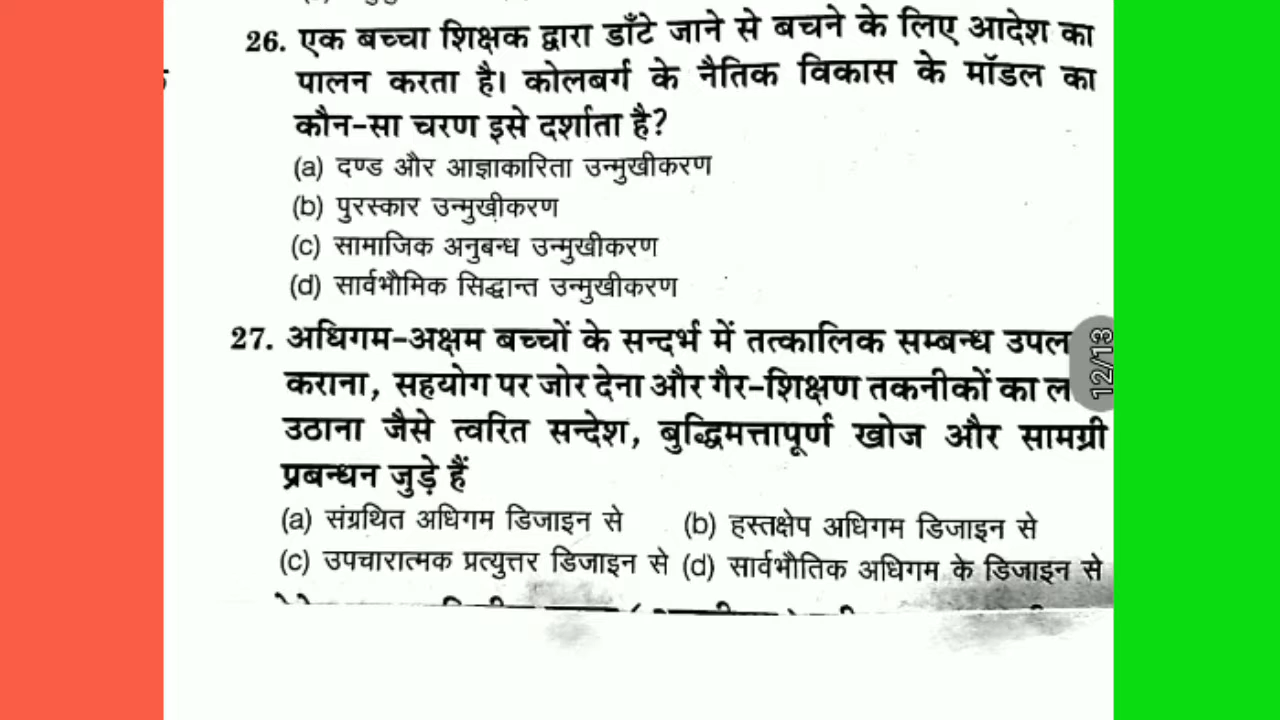 26. एक बच्चा शिक्षक द्वारा डाँटे जाने से बचने के लिए आदेश का
पालन करता है। कोलबर्ग के नैतिक विकास के मॉडल का
कौन-सा चरण इसे दर्शाता है?
(a) दण्ड और आज्ञाकारिता उन्मुखीकरण
(b) पुरस्कार उन्मुखीकरण
(c) सामाजिक अनुबन्ध उन्मुखीकरण
(d) सार्वभौमिक सिद्धान्त उन्मुखीकरण
27. अधिगम-अक्षम बच्चों के सन्दर्भ में तत्कालिक सम्बन्ध उपल
कराना, सहयोग पर जोर देना और गैर-शिक्षण तकनीकों का ल
उठाना जैसे त्वरित सन्देश, बुद्धिमत्तापूर्ण खोज और सामग्री
प्रबन्धन जुड़े हैं
(a) संग्रथित अधिगम डिजाइन से (b) हस्तक्षेप अधिगम डिजाइन से
(c) उपचारात्मक प्रत्युत्तर डिजाइन से (d) सार्वभौतिक अधिगम के डिजाइन से
12/13